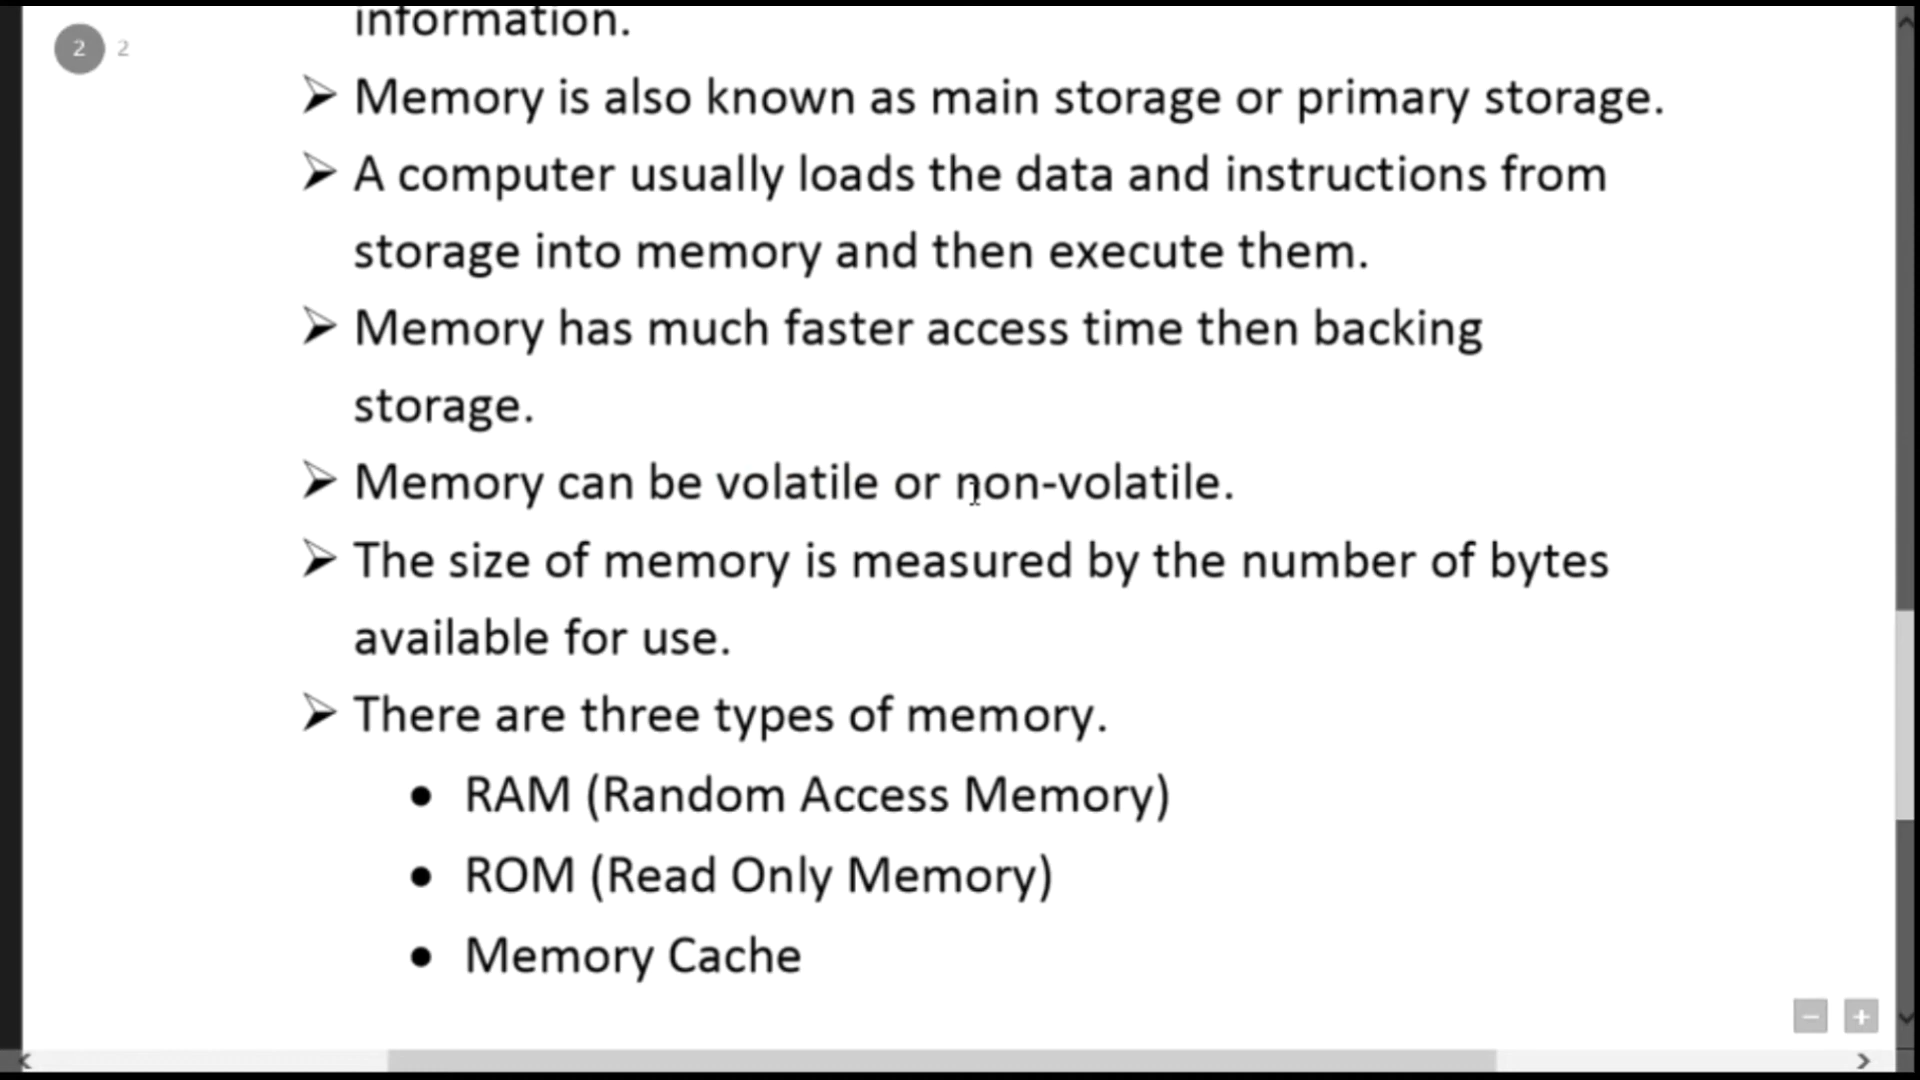 information.
2 2
➢ Memory is also known as main storage or primary storage.
➢ A computer usually loads the data and instructions from
storage into memory and then execute them.
➢ Memory has much faster access time then backing
storage.
➢ Memory can be volatile or non-volatile.
➢ The size of memory is measured by the number of bytes
available for use.
➢ There are three types of memory.
• RAM (Random Access Memory)
• ROM (Read Only Memory)
• Memory Cache